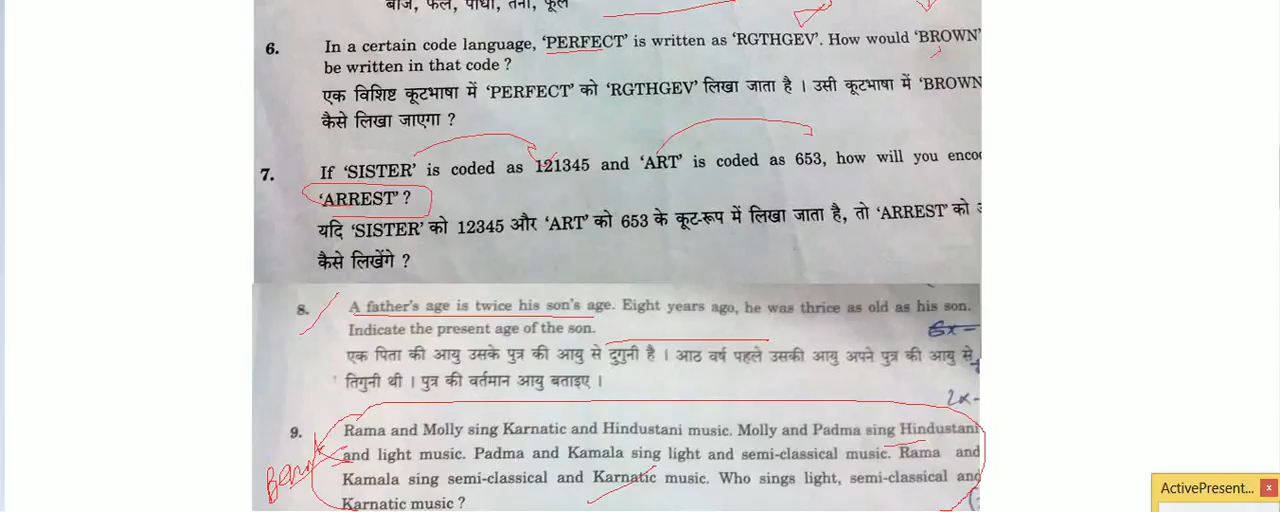 बीज, फल, पौधा, तना, फूल
6. In a certain code language, 'PERFECT' is written as 'RGTHGEV'. How would 'BROWN'
be written in that code ?
एक विशिष्ट कूटभाषा में 'PERFECT' को 'RGTHGEV' लिखा जाता है । उसी कूटभाषा में 'BROWN
कैसे लिखा जाएगा ?
7. If 'SISTER' is coded as 121345 and 'ART' is coded as 653, how will you enco
'ARREST' ?
यदि 'SISTER' को 12345 और 'ART' को 653 के कूट-रूप में लिखा जाता है, तो 'ARREST' को
कैसे लिखेंगे ?
8. A father's age is twice his son's age. Eight years ago, he was thrice as old as his son.
Indicate the present age of the son.
एक पिता की आयु उसके पुत्र की आयु से दुगुनी है । आठ वर्ष पहले उसकी आयु अपने पुत्र की आयु से
तिगुनी थी । पुत्र की वर्तमान आयु बताइए ।
2x-
9. Rama and Molly sing Karnatic and Hindustani music. Molly and Padma sing Hindustani
and light music. Padma and Kamala sing light and semi-classical music. Rama and
Kamala sing semi-classical and Karnatic music. Who sings light, semi-classical and
Karnatic music ?
ActivePresent...